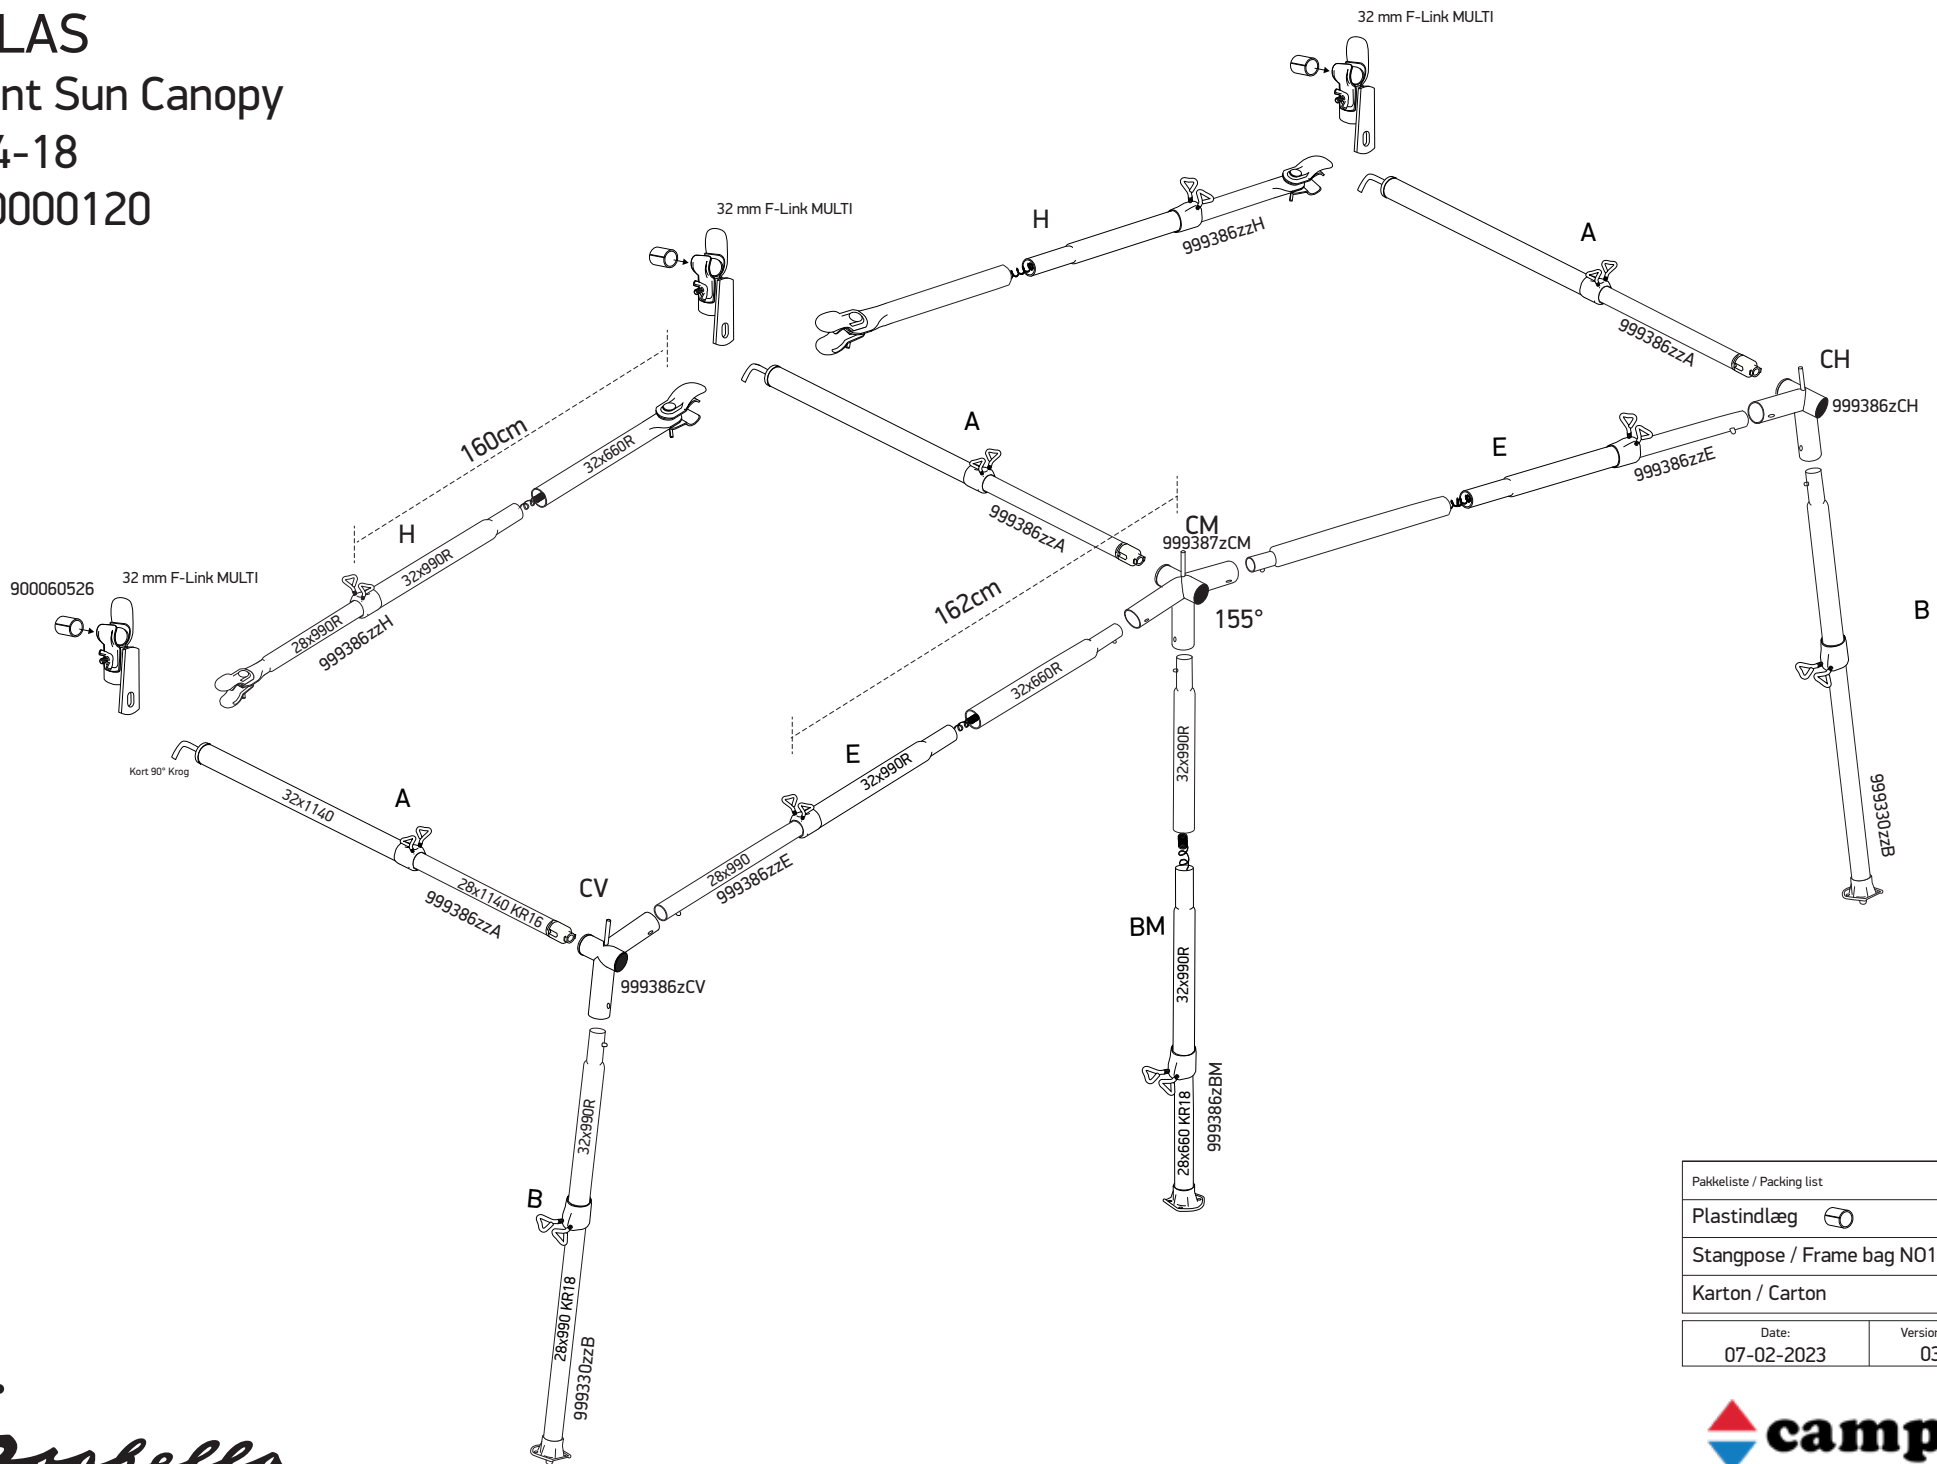 LAS
nt Sun Canopy
4-18
0000120
32 mm F-Link MULTI
32 mm F-Link MULTI
900060526
32 mm F-Link MULTI
H
999386zzH
A
999386zzA
CH
999386zCH
160cm
32x660R
H
32x990R
28x990R
999386zzH
A
999386zzA
E
999386zzE
CM
999387zCM
155°
162cm
B
999330zzB
Kort 90° Krog
32x1140
A
28x1140 KR16
999386zzA
32x660R
E
32x990R
28x990
999386zzE
CV
999386zCV
32x990R
BM
32x990R
28x660 KR18
999386zBM
32x990R
B
28x990 KR18
999330zzB
Pakkeliste / Packing list
Plastindlæg
Stangpose / Frame bag NO1
Karton / Carton
Date:
Version
07-02-2023
03
camp